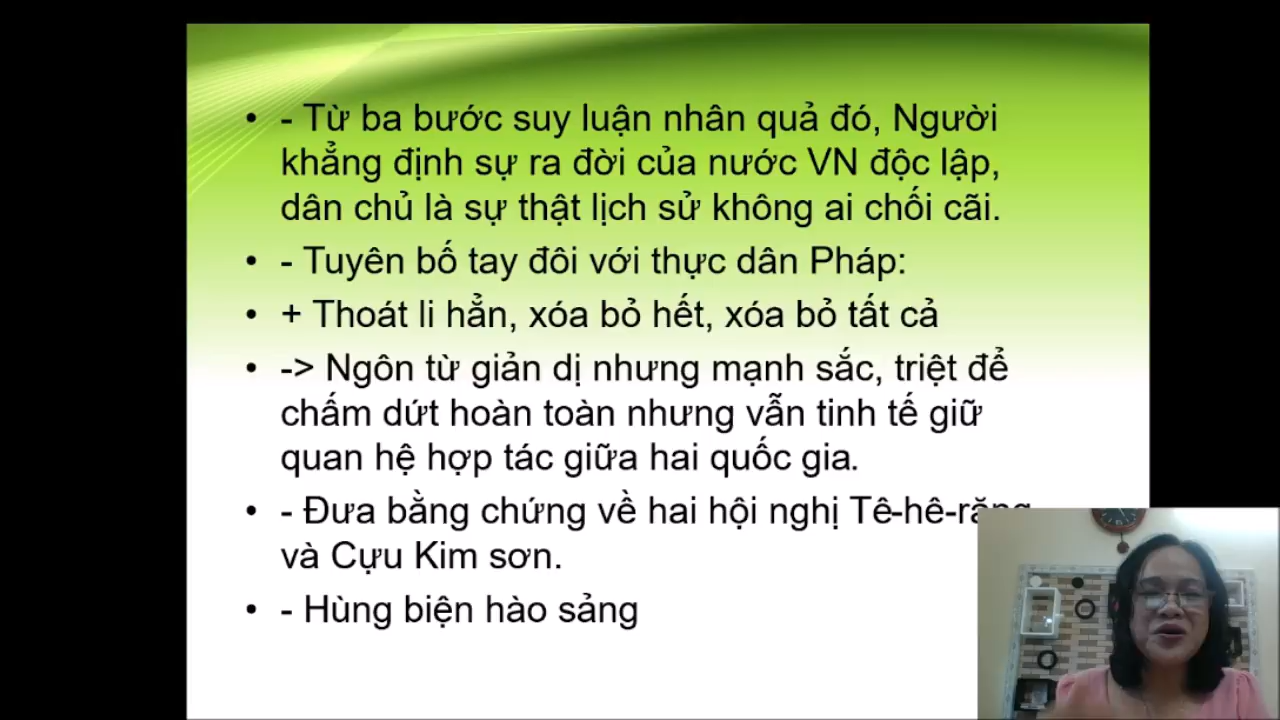 • - Từ ba bước suy luận nhân quả đó, Người
khẳng định sự ra đời của nước VN độc lập,
dân chủ là sự thật lịch sử không ai chối cãi.
• - Tuyên bố tay đôi với thực dân Pháp:
• + Thoát li hẳn, xóa bỏ hết, xóa bỏ tất cả
• -> Ngôn từ giản dị nhưng mạnh sắc, triệt để
chấm dứt hoàn toàn nhưng vẫn tinh tế giữ
quan hệ hợp tác giữa hai quốc gia.
• - Đưa bằng chứng về hai hội nghị Tê-hê-răng
và Cựu Kim sơn.
• - Hùng biện hào sảng